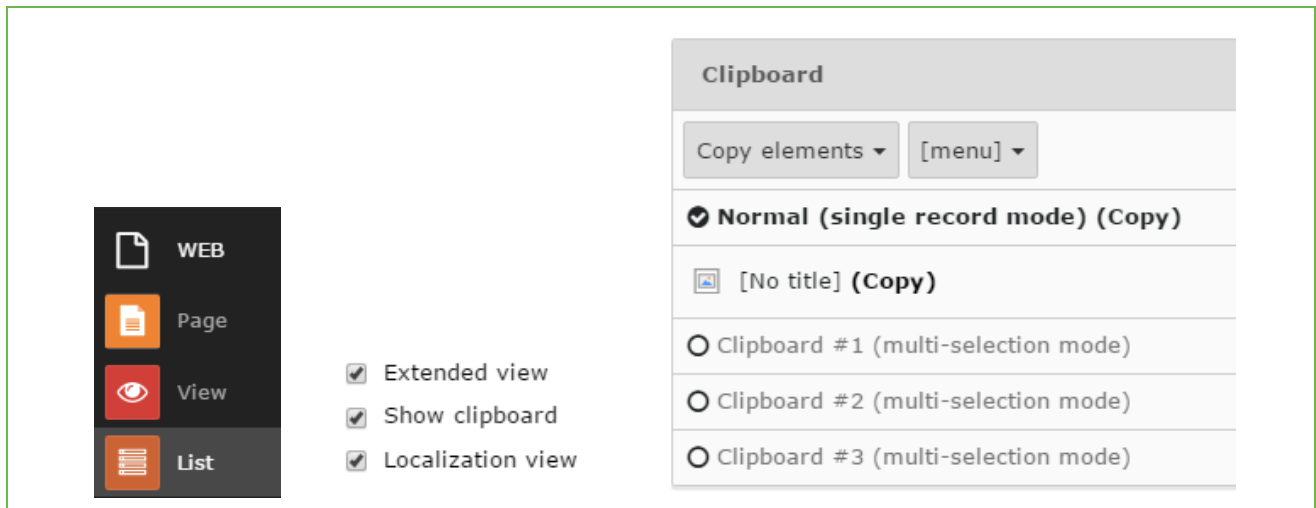 WEB
Page
View
List
Extended view
Show clipboard
Localization view
Clipboard
Copy elements [menu]
Normal (single record mode) (Copy)
[No title] (Copy)
Clipboard #1 (multi-selection mode)
Clipboard #2 (multi-selection mode)
Clipboard #3 (multi-selection mode)